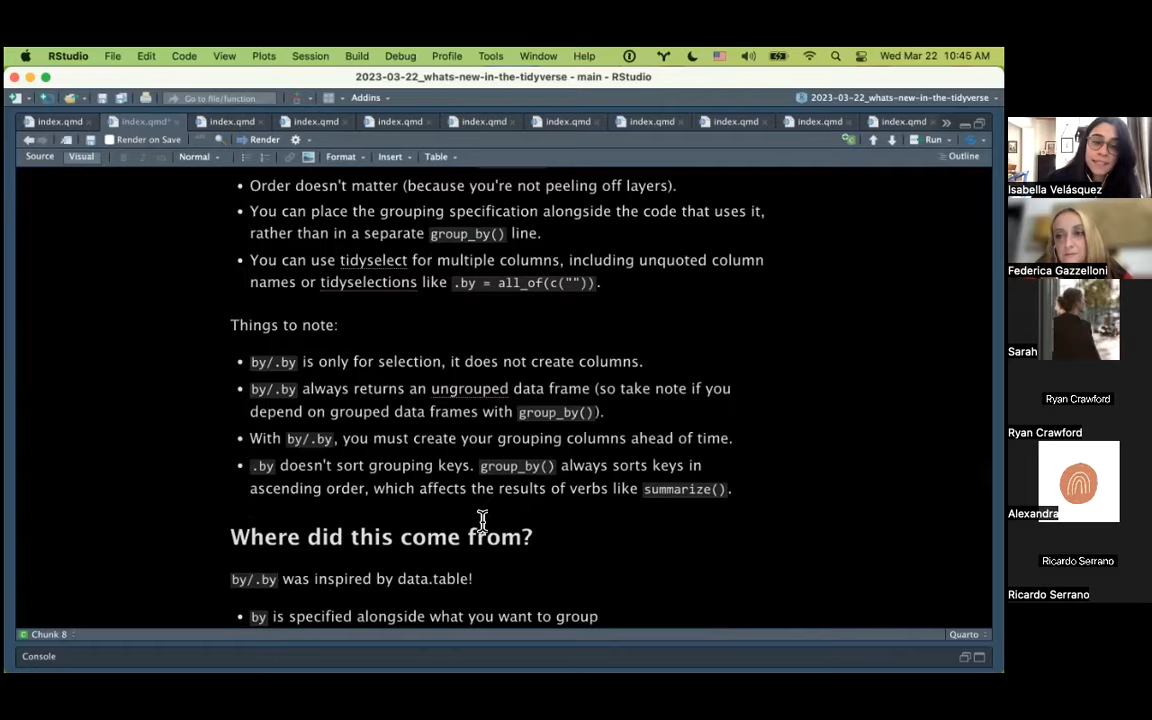 RStudio File Edit Code View Plots Session Build Debug Profile Tools Window Help Wed Mar 22 10:45 AM
2023-03-22_whats-new-in-the-tidyverse - main - RStudio
Go to file/function Addins 2023-03-22_whats-new-in-the-tidyverse
index.qmd index.qmd* index.qmd index.qmd index.qmd index.qmd index.qmd index.qmd index.qmd index.qmd index.qmd
Render on Save Render Run
Source Visual B I Normal Format Insert Table Outline
• Order doesn't matter (because you're not peeling off layers).
• You can place the grouping specification alongside the code that uses it,
rather than in a separate group_by() line.
• You can use tidyselect for multiple columns, including unquoted column
names or tidyselections like .by = all_of(c("")).
Things to note:
• by/.by is only for selection, it does not create columns.
• by/.by always returns an ungrouped data frame (so take note if you
depend on grouped data frames with group_by()).
• With by/.by, you must create your grouping columns ahead of time.
• .by doesn't sort grouping keys. group_by() always sorts keys in
ascending order, which affects the results of verbs like summarize().
Where did this come from?
by/.by was inspired by data.table!
• by is specified alongside what you want to group
Chunk 8 Quarto
Console
Isabella Velásquez
Federica Gazzelloni
Sarah
Ryan Crawford
Ryan Crawford
Alexandra
Ricardo Serrano
Ricardo Serrano